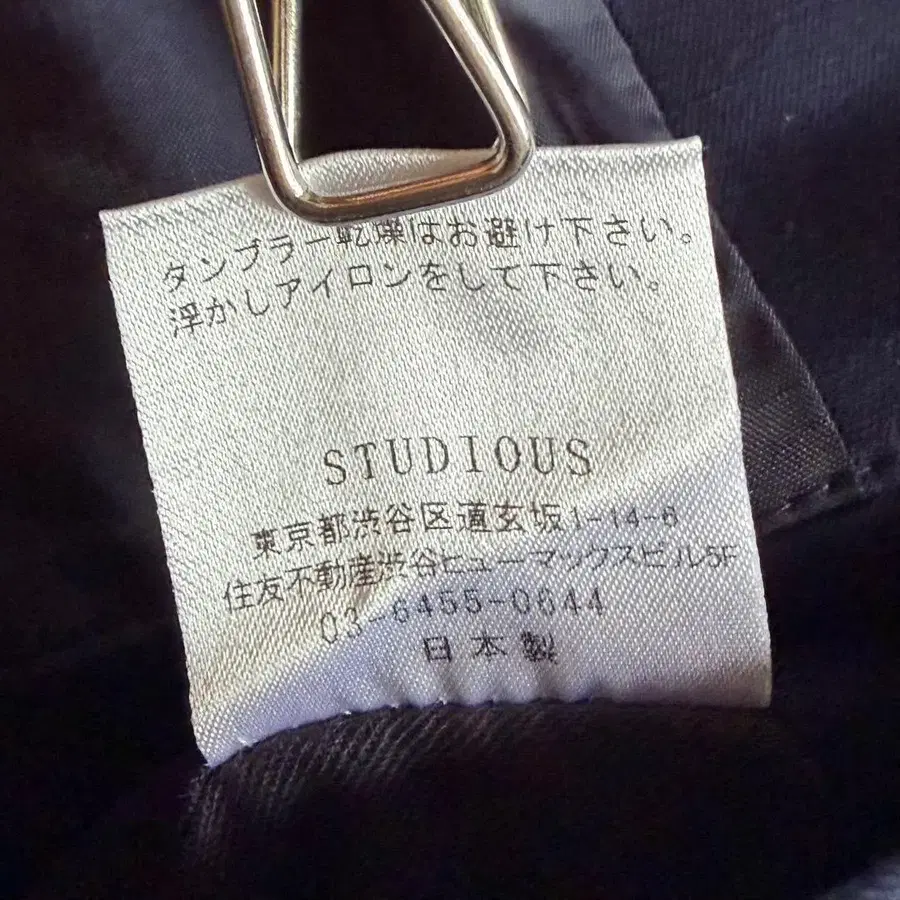 タンブラー乾燥はお避け下さい。
浮かしアイロンをして下さい。
STUDIOUS
東京都渋谷区道玄坂1-14-6
住友不動産渋谷ヒューマックスビル5F
03-6455-0644
日本製